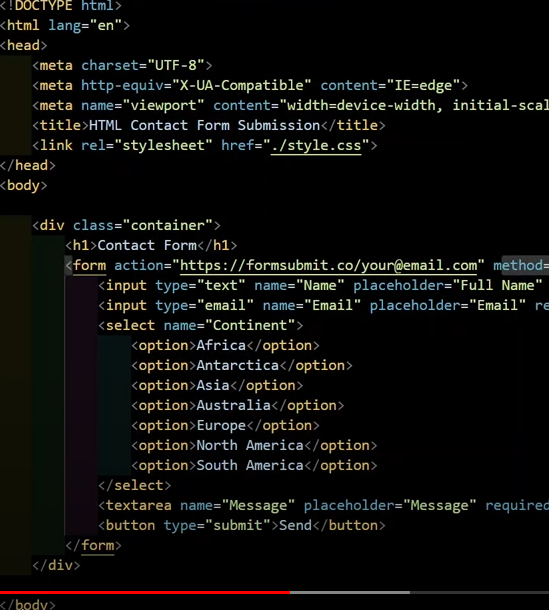 <!DOCTYPE html>
<html lang="en">
<head>
    <meta charset="UTF-8">
    <meta http-equiv="X-UA-Compatible" content="IE=edge">
    <meta name="viewport" content="width=device-width, initial-scal
    <title>HTML Contact Form Submission</title>
    <link rel="stylesheet" href="./style.css">
</head>
<body>
    <div class="container">
        <h1>Contact Form</h1>
        <form action="https://formsubmit.co/your@email.com" method=
            <input type="text" name="Name" placeholder="Full Name"
            <input type="email" name="Email" placeholder="Email" re
            <select name="Continent">
                <option>Africa</option>
                <option>Antarctica</option>
                <option>Asia</option>
                <option>Australia</option>
                <option>Europe</option>
                <option>North America</option>
                <option>South America</option>
            </select>
            <textarea name="Message" placeholder="Message" required
            <button type="submit">Send</button>
        </form>
    </div>
</body>